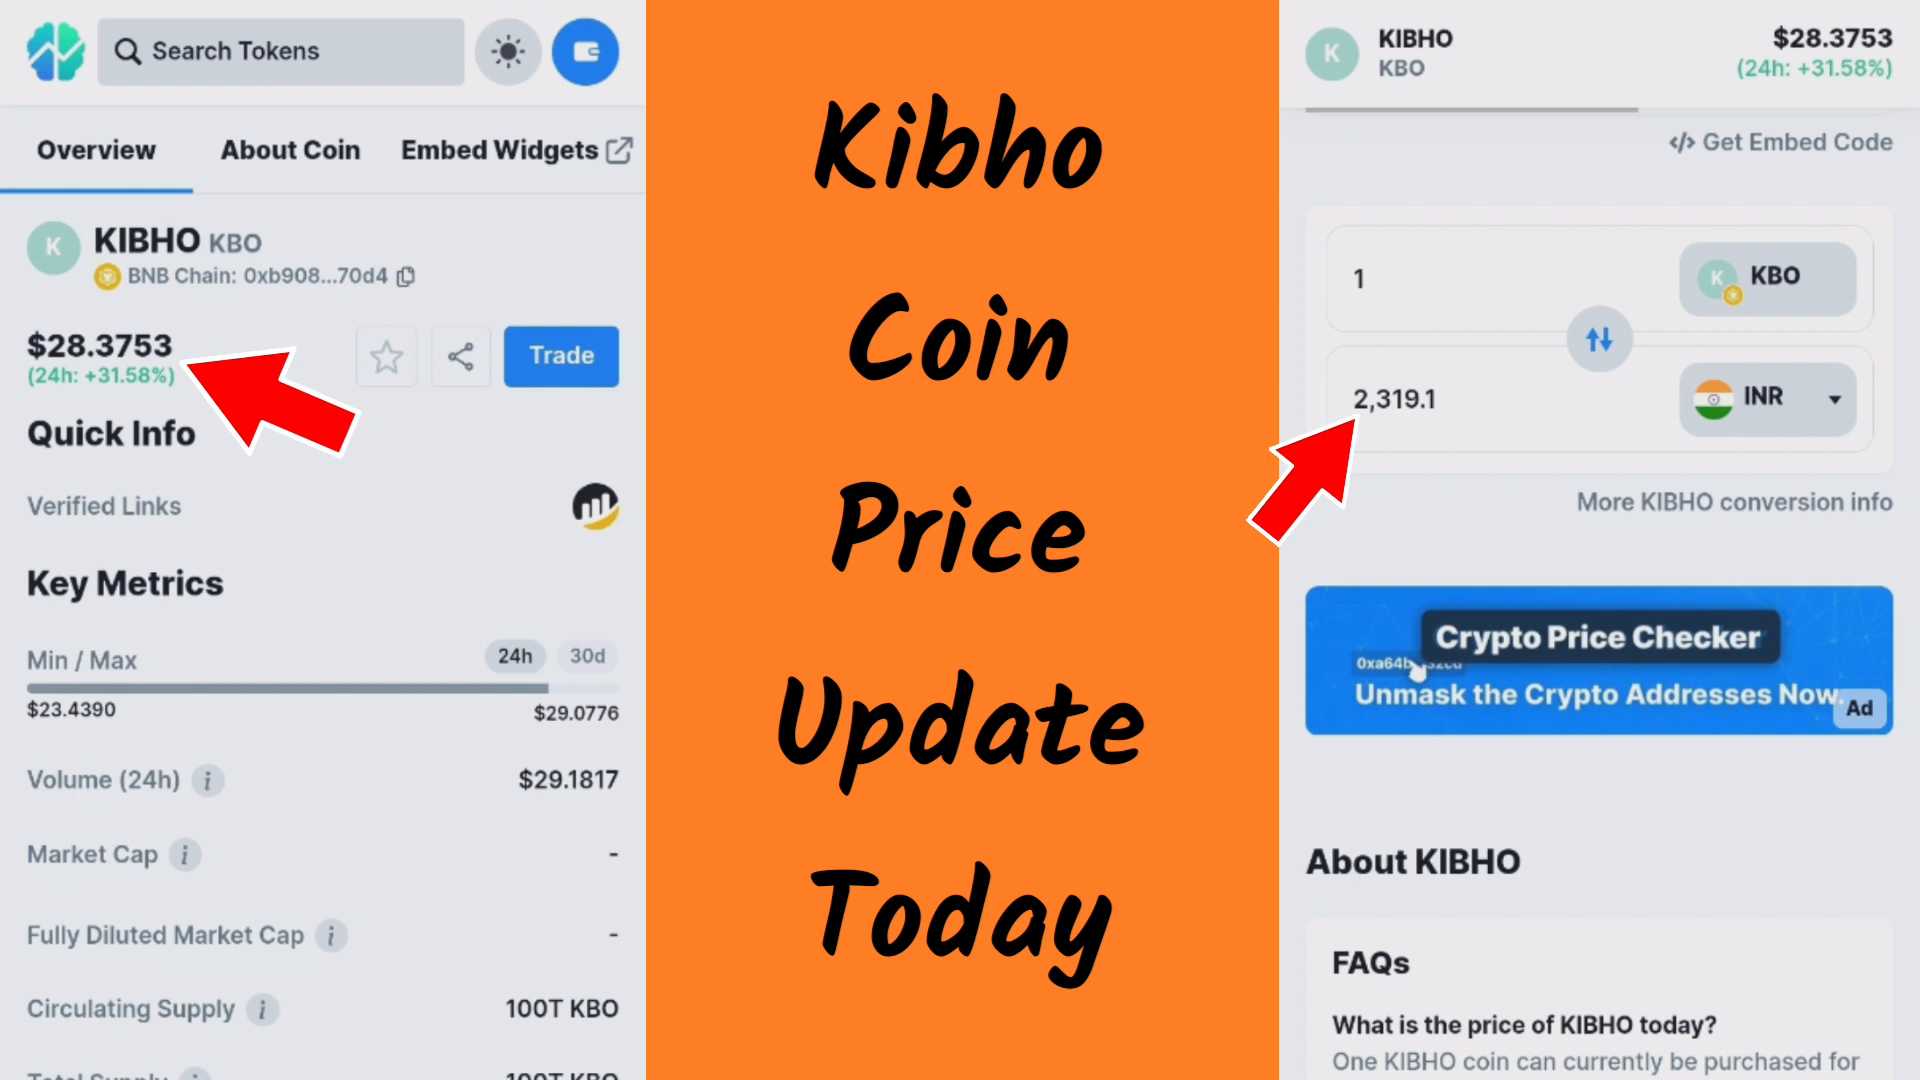 Search Tokens
Overview
About Coin
Embed Widgets
K
KIBHO KBO
BNB Chain: 0xb908...70d4
$28.3753
(24h: +31.58%)
Trade
Quick Info
Verified Links
Key Metrics
Min / Max
24h
30d
$23.4390
$29.0776
Volume (24h) i
$29.1817
Market Cap i
-
Fully Diluted Market Cap i
-
Circulating Supply i
100T KBO
Total Supply
100T KBO
Kibho
Coin
Price
Update
Today
K
KIBHO
KBO
$28.3753
(24h: +31.58%)
</> Get Embed Code
1
K
KBO
2,319.1
INR
More KIBHO conversion info
Crypto Price Checker
Unmask the Crypto Addresses Now.
Ad
About KIBHO
FAQs
What is the price of KIBHO today?
One KIBHO coin can currently be purchased for